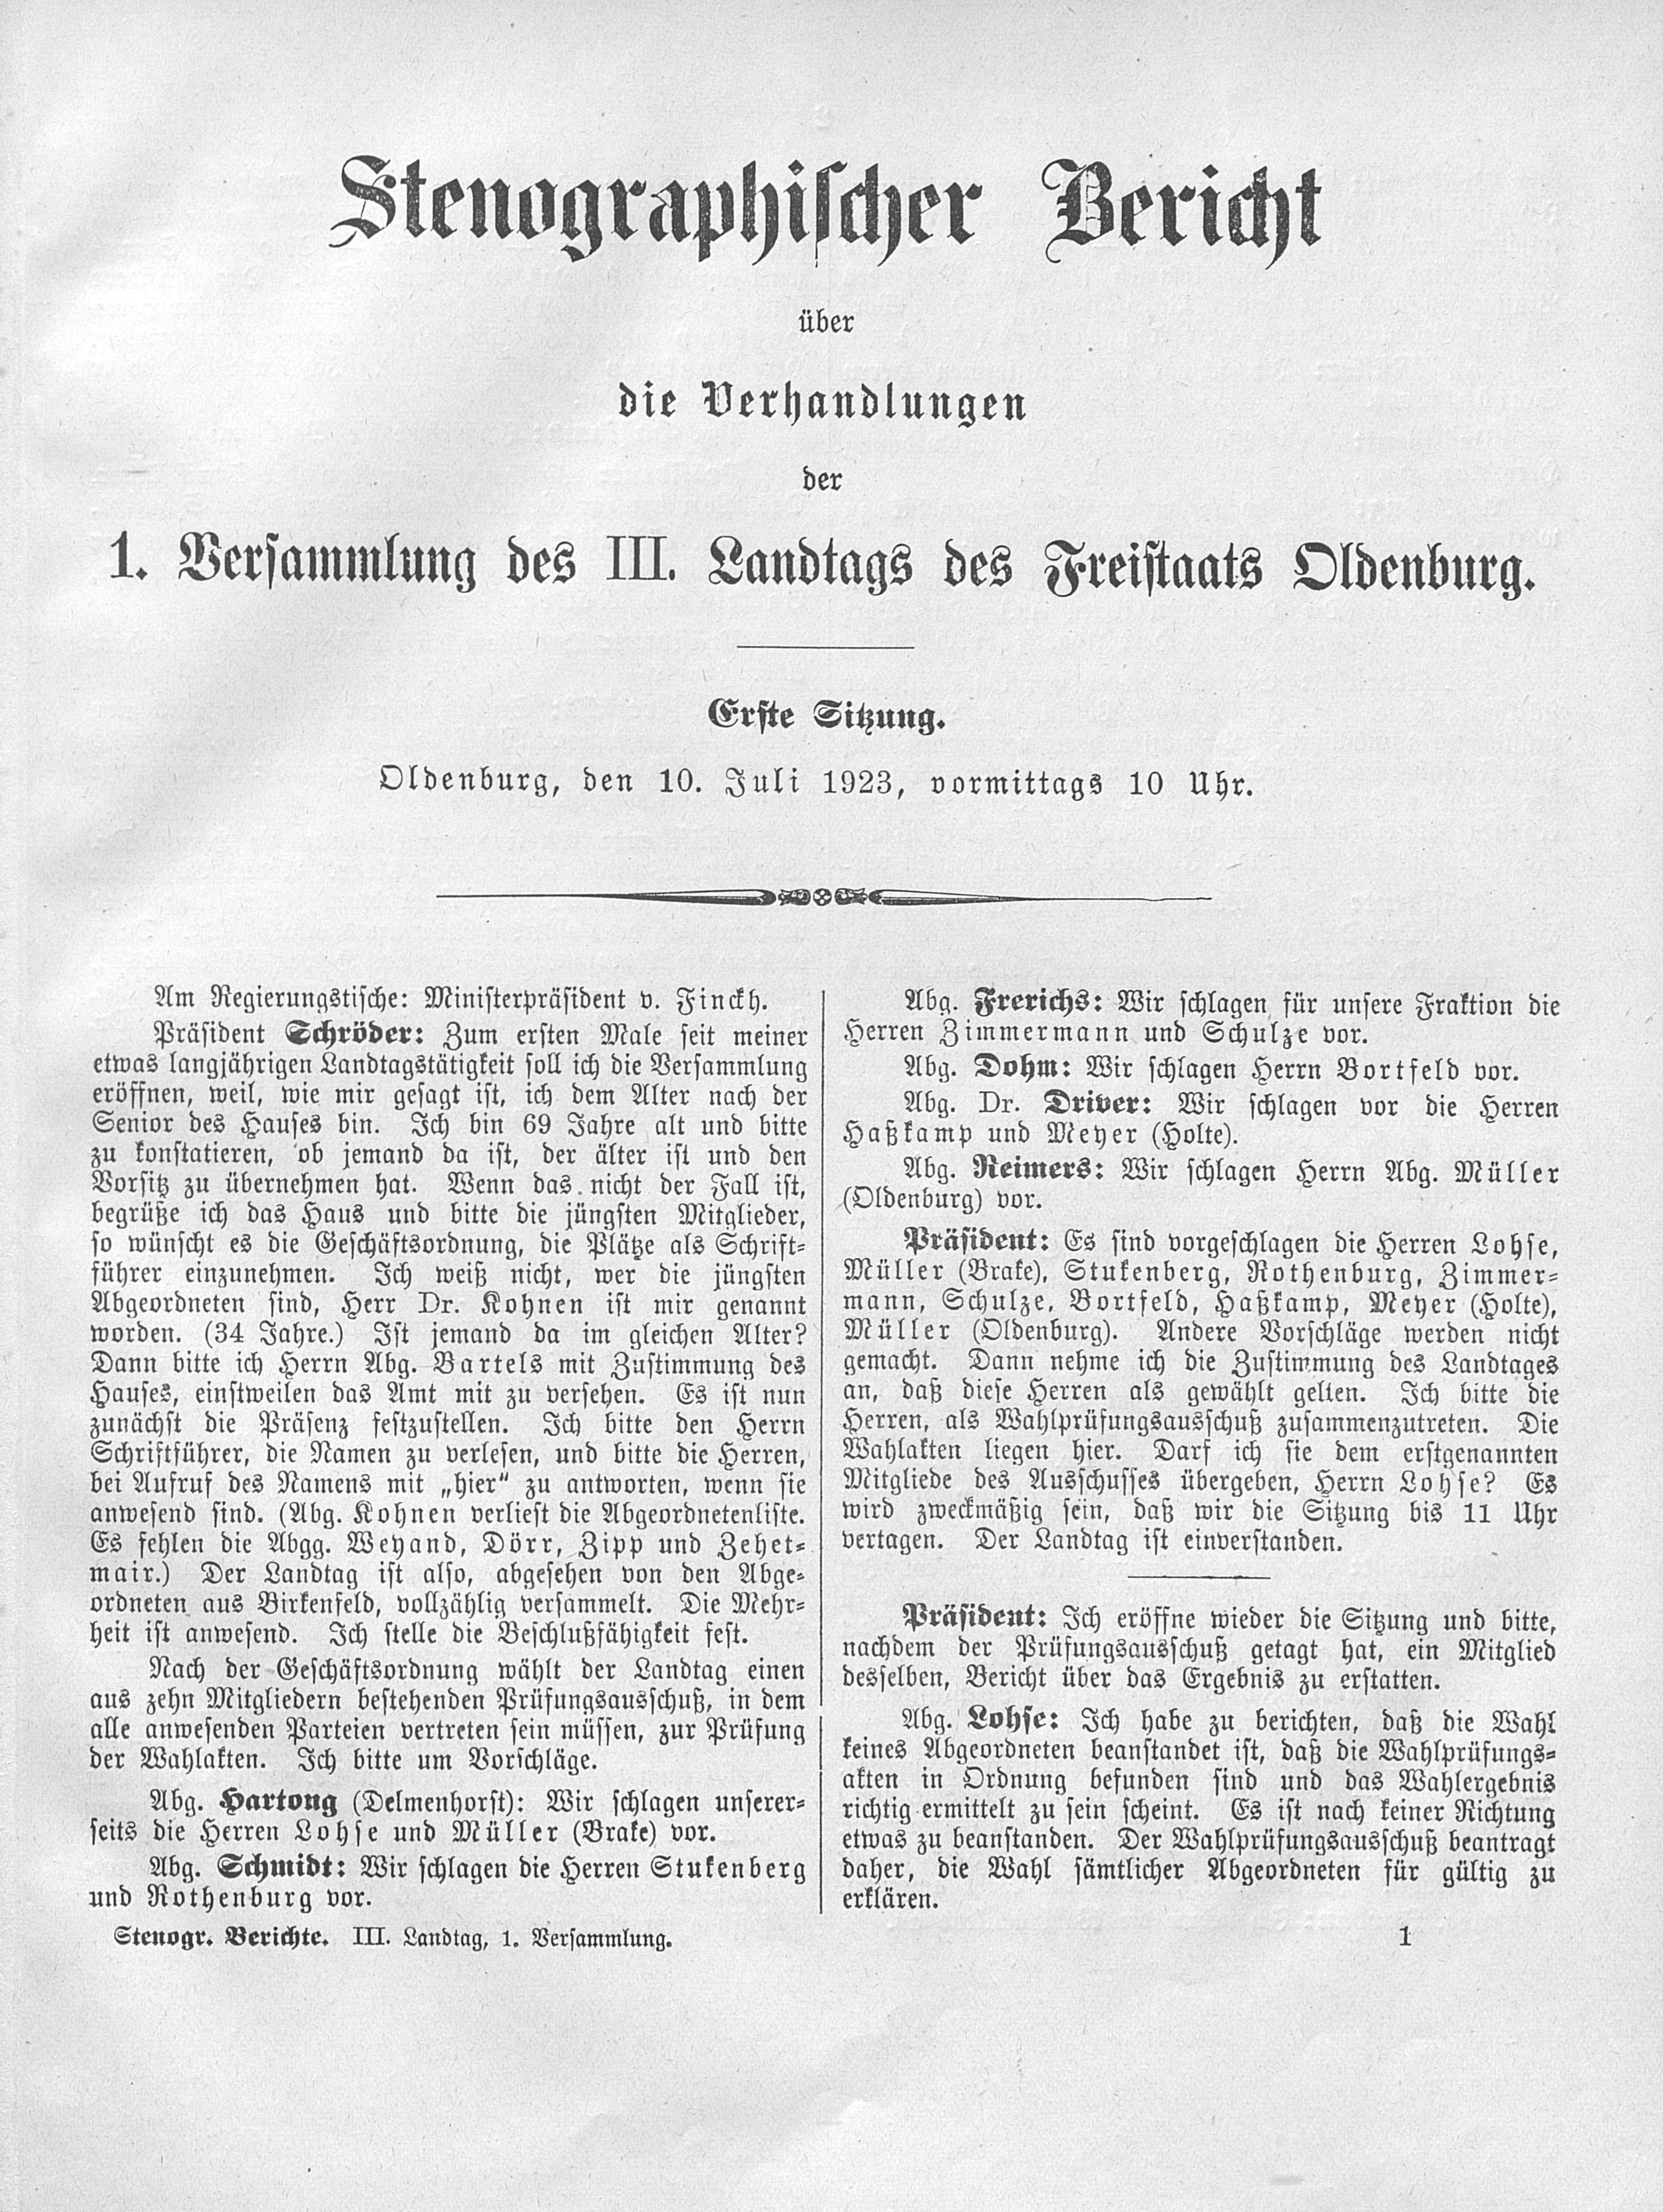 Stenographischer Bericht
über
die Verhandlungen
der
1. Versammlung des III. Landtags des Freistaats Oldenburg.
Erste Sitzung.
Oldenburg, den 10. Juli 1923, vormittags 10 Uhr.
Am Regierungstische: Ministerpräsident v. Finckh.
Präsident Schröder: Zum ersten Male seit meiner
etwas langjährigen Landtagstätigkeit soll ich die Versammlung
eröffnen, weil, wie mir gesagt ist, ich dem Alter nach der
Senior des Hauses bin. Ich bin 69 Jahre alt und bitte
zu konstatieren, ob jemand da ist, der älter ist und den
Vorsitz zu übernehmen hat. Wenn das nicht der Fall ist,
begrüße ich das Haus und bitte die jüngsten Mitglieder,
so wünscht es die Geschäftsordnung, die Plätze als Schrift-
führer einzunehmen. Ich weiß nicht, wer die jüngsten
Abgeordneten sind, Herr Dr. Kohnen ist mir genannt
worden. (34 Jahre.) Ist jemand da im gleichen Alter?
Dann bitte ich Herrn Abg. Bartels mit Zustimmung des
Hauses, einstweilen das Amt mit zu versehen. Es ist nun
zunächst die Präsenz festzustellen. Ich bitte den Herrn
Schriftführer, die Namen zu verlesen, und bitte die Herren,
bei Aufruf des Namens mit „hier“ zu antworten, wenn sie
anwesend sind. (Abg. Kohnen verliest die Abgeordnetenliste.
Es fehlen die Abgg. Weyand, Dörr, Zipp und Zehet-
mair.) Der Landtag ist also, abgesehen von den Abge-
ordneten aus Birkenfeld, vollzählig versammelt. Die Mehr-
heit ist anwesend. Ich stelle die Beschlußfähigkeit fest.
Nach der Geschäftsordnung wählt der Landtag einen
aus zehn Mitgliedern bestehenden Prüfungsausschuß, in dem
alle anwesenden Parteien vertreten sein müssen, zur Prüfung
der Wahlakten. Ich bitte um Vorschläge.
Abg. Hartong (Delmenhorst): Wir schlagen unserer-
seits die Herren Lohse und Müller (Brake) vor.
Abg. Schmidt: Wir schlagen die Herren Stukenberg
und Rothenburg vor.
Stenogr. Berichte. III. Landtag, 1. Versammlung.
Abg. Frerichs: Wir schlagen für unsere Fraktion die
Herren Zimmermann und Schulze vor.
Abg. Dohm: Wir schlagen Herrn Bortfeld vor.
Abg. Dr. Driver: Wir schlagen vor die Herren
Haßkamp und Meyer (Holte).
Abg. Reimers: Wir schlagen Herrn Abg. Müller
(Oldenburg) vor.
Präsident: Es sind vorgeschlagen die Herren Lohse,
Müller (Brake), Stukenberg, Rothenburg, Zimmer-
mann, Schulze, Bortfeld, Haßkamp, Meyer (Holte),
Müller (Oldenburg). Andere Vorschläge werden nicht
gemacht. Dann nehme ich die Zustimmung des Landtages
an, daß diese Herren als gewählt gelten. Ich bitte die
Herren, als Wahlprüfungsausschuß zusammenzutreten. Die
Wahlakten liegen hier. Darf ich sie dem erstgenannten
Mitgliede des Ausschusses übergeben, Herrn Lohse? Es
wird zweckmäßig sein, daß wir die Sitzung bis 11 Uhr
vertagen. Der Landtag ist einverstanden.
Präsident: Ich eröffne wieder die Sitzung und bitte,
nachdem der Prüfungsausschuß getagt hat, ein Mitglied
desselben, Bericht über das Ergebnis zu erstatten.
Abg. Lohse: Ich habe zu berichten, daß die Wahl
keines Abgeordneten beanstandet ist, daß die Wahlprüfungs-
akten in Ordnung befunden sind und das Wahlergebnis
richtig ermittelt zu sein scheint. Es ist nach keiner Richtung
etwas zu beanstanden. Der Wahlprüfungsausschuß beantragt
daher, die Wahl sämtlicher Abgeordneten für gültig zu
erklären.
1